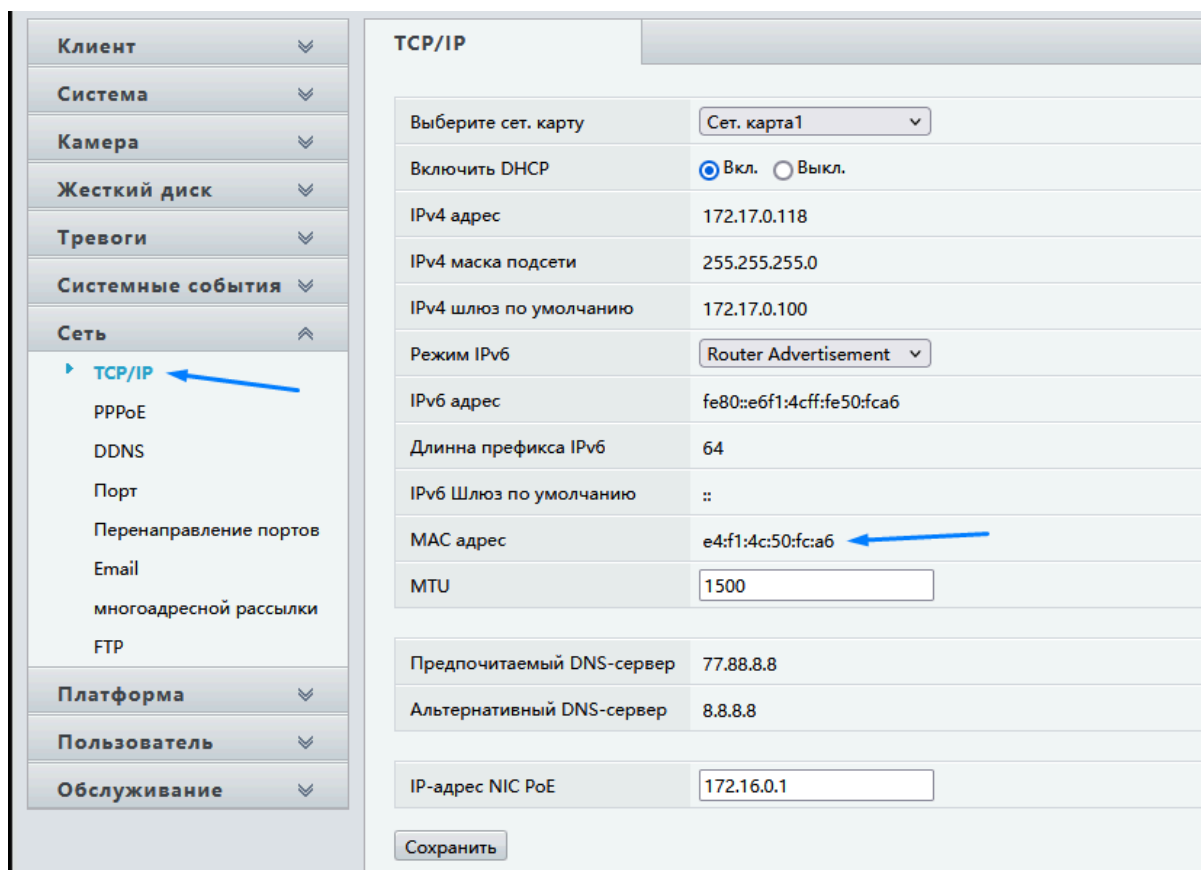 Клиент
Система
Камера
Жесткий диск
Тревоги
Системные события
Сеть
TCP/IP
PPPoE
DDNS
Порт
Перенаправление портов
Email
многоадресной рассылки
FTP
Платформа
Пользователь
Обслуживание
TCP/IP
Выберите сет. карту Сет. карта1
Включить DHCP Вкл. Выкл.
IPv4 адрес 172.17.0.118
IPv4 маска подсети 255.255.255.0
IPv4 шлюз по умолчанию 172.17.0.100
Режим IPv6 Router Advertisement
IPv6 адрес fe80::e6f1:4cff:fe50:fca6
Длинна префикса IPv6 64
IPv6 Шлюз по умолчанию ::
MAC адрес e4:f1:4c:50:fc:a6
MTU 1500
Предпочитаемый DNS-сервер 77.88.8.8
Альтернативный DNS-сервер 8.8.8.8
IP-адрес NIC PoE 172.16.0.1
Сохранить